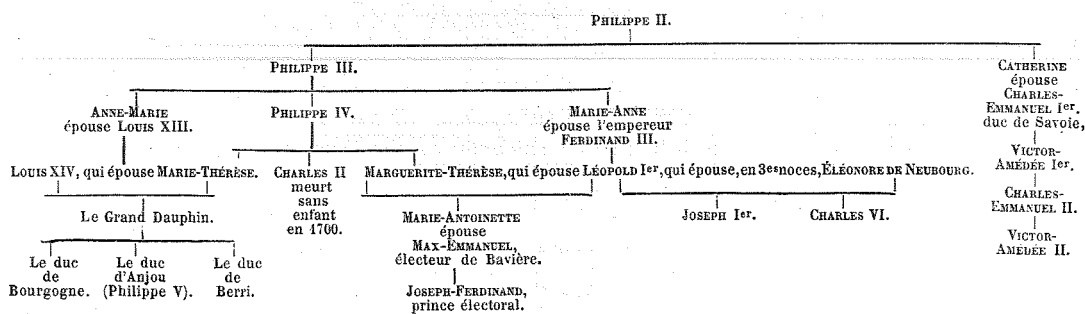 PHILIPPE II.
PHILIPPE III.
CATHERINE
épouse
CHARLES-
EMMANUEL Ier,
duc de Savoie,
ANNE-MARIE
épouse LOUIS XIII.
PHILIPPE IV.
MARIE-ANNE
épouse l'empereur
FERDINAND III.
VICTOR-
AMÉDÉE Ier.
LOUIS XIV, qui épouse MARIE-THÉRÈSE.
CHARLES II
meurt
sans
enfant
en 1700.
MARGUERITE-THÉRÈSE, qui épouse LÉOPOLD Ier, qui épouse, en 3es noces, ÉLÉONORE DE NEUBOURG.
CHARLES-
EMMANUEL II.
Le Grand Dauphin.
MARIE-ANTOINETTE
épouse
MAX-EMMANUEL,
électeur de Bavière.
JOSEPH Ier.
CHARLES VI.
VICTOR-
AMÉDÉE II.
Le duc
de
Bourgogne.
Le duc
d'Anjou
(Philippe V).
Le duc
de
Berri.
JOSEPH-FERDINAND,
prince électoral.